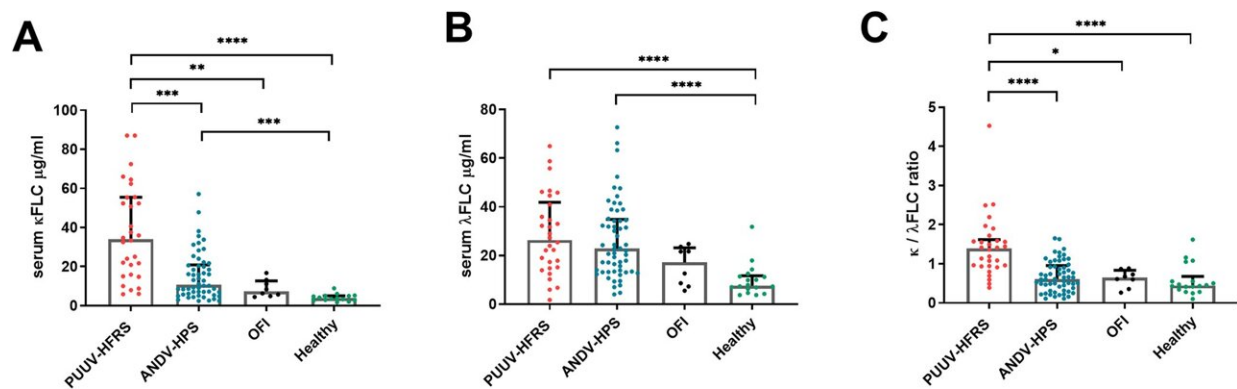 A
****
**
***
***
serum κFLC μg/ml
100
80
60
40
20
0
PUUV-HFRS
ANDV-HPS
OFI
Healthy
B
****
****
serum λFLC μg/ml
80
60
40
20
0
PUUV-HFRS
ANDV-HPS
OFI
Healthy
C
****
*
****
κ / λFLC ratio
5
4
3
2
1
0
PUUV-HFRS
ANDV-HPS
OFI
Healthy